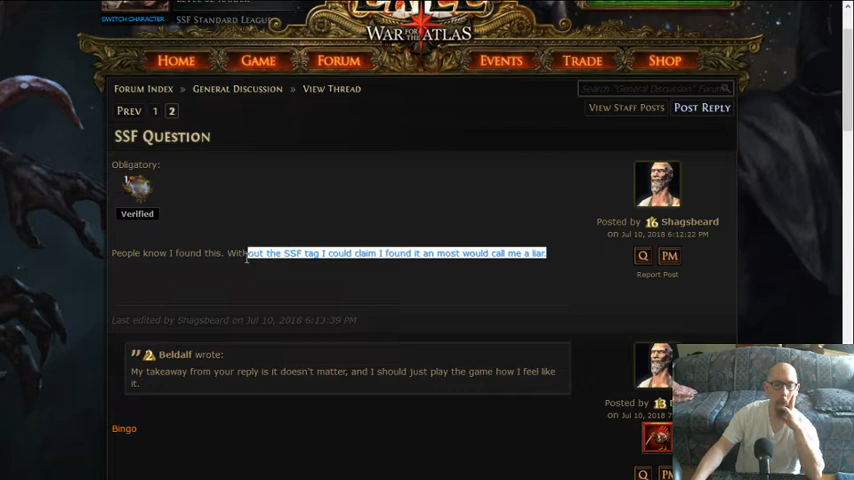 SWITCH CHARACTER
SSF STANDARD LEAGUE
WAR FOR THE ATLAS
HOME GAME FORUM EVENTS TRADE SHOP
FORUM INDEX » GENERAL DISCUSSION » VIEW THREAD
Search "General Discussion" Forum
PREV 1 2
VIEW STAFF POSTS POST REPLY
SSF QUESTION
Obligatory:
1
Verified
People know I found this. Without the SSF tag I could claim I found it an most would call me a liar.
Posted by 16 Shagsbeard
on Jul 10, 2018 6:12:22 PM
Q PM
Report Post
Last edited by Shagsbeard on Jul 10, 2018 6:13:39 PM
" 2 Beldalf wrote:
My takeaway from your reply is it doesn't matter, and I should just play the game how I feel like
it.
Bingo
Posted by 13
on Jul 10, 2018
Q PM